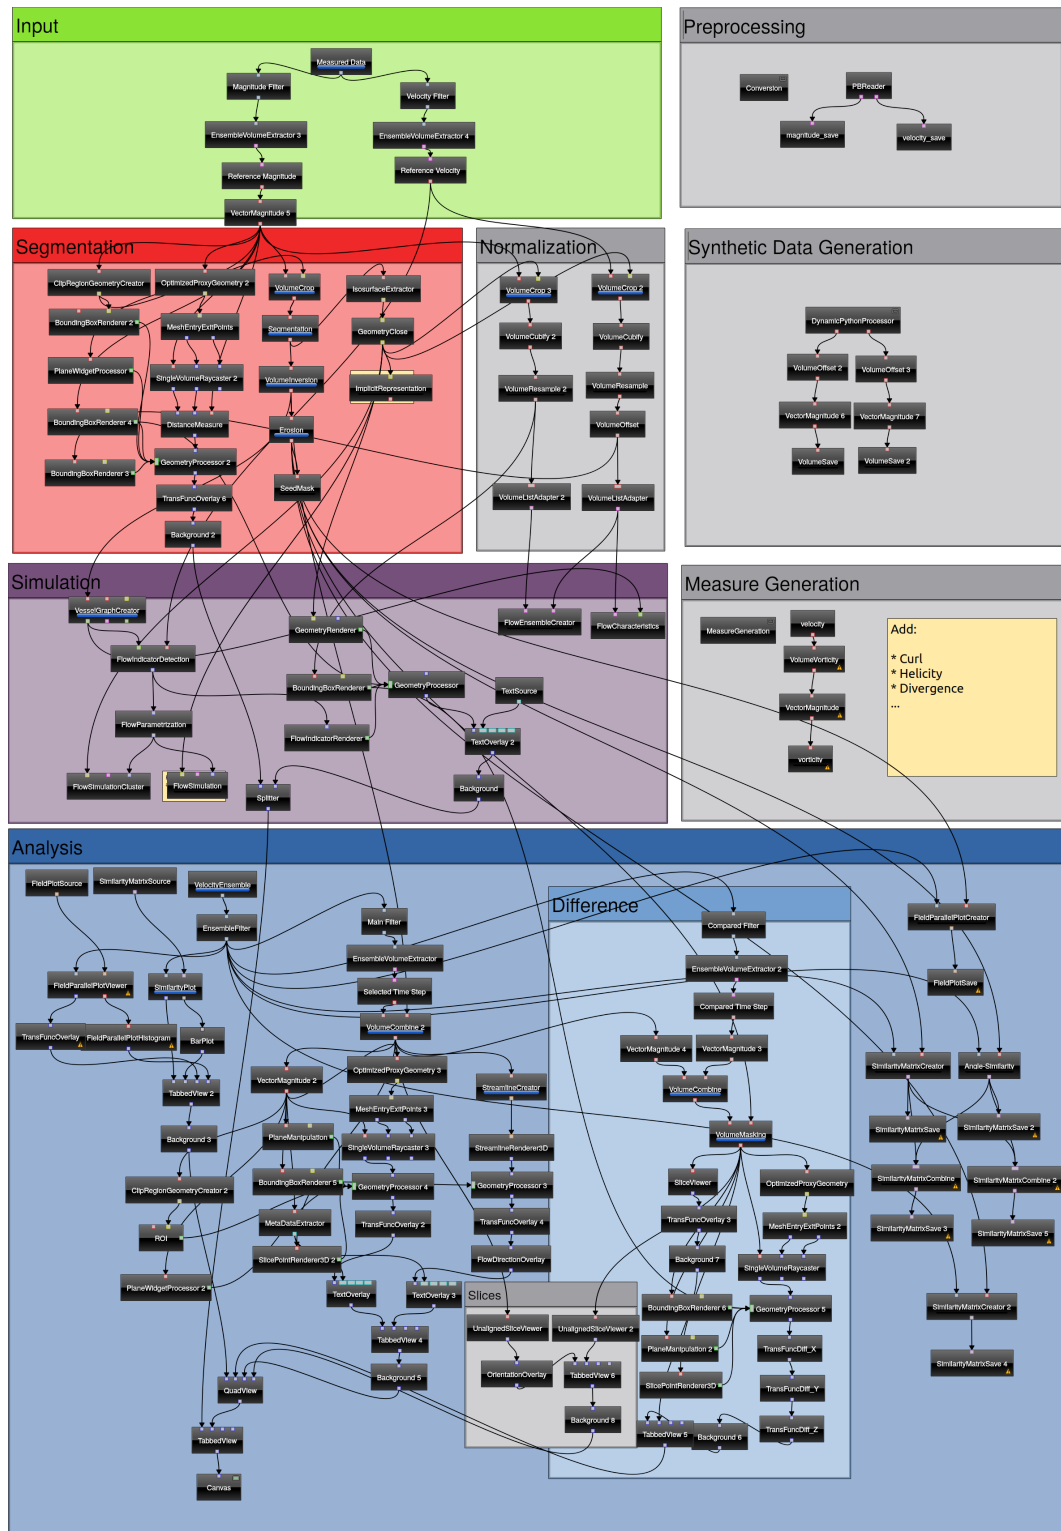 Input
Measured Data
Magnitude Filter
Velocity Filter
EnsembleVolumeExtractor 3
EnsembleVolumeExtractor 4
Reference Magnitude
Reference Velocity
VectorMagnitude 5
Preprocessing
Conversion
PBReader
magnitude_save
velocity_save
Segmentation
ClipRegionGeometryCreator
OptimizedProxyGeometry 2
VolumeCrop
IsosurfaceExtractor
BoundingBoxRenderer 2
MeshEntryExitPoints
Segmentation
GeometryClose
PlaneWidgetProcessor
SingleVolumeRaycaster 2
VolumeInversion
ImplicitRepresentation
BoundingBoxRenderer 4
DistanceMeasure
Erosion
BoundingBoxRenderer 3
GeometryProcessor 2
SeedMask
TransFuncOverlay 6
Background 2
Normalization
VolumeCrop 3
VolumeCrop 2
VolumeCubify 2
VolumeCubify
VolumeResample 2
VolumeResample
VolumeOffset
VolumeListAdapter 2
VolumeListAdapter
Synthetic Data Generation
DynamicPythonProcessor
VolumeOffset 2
VolumeOffset 3
VectorMagnitude 6
VectorMagnitude 7
VolumeSave
VolumeSave 2
Simulation
VesselGraphCreator
GeometryRenderer
FlowEnsembleCreator
FlowCharacteristics
FlowIndicatorDetection
BoundingBoxRenderer
GeometryProcessor
TextSource
FlowParametrization
FlowIndicatorRenderer
TextOverlay 2
FlowSimulationCluster
FlowSimulation
Splitter
Background
Measure Generation
MeasureGeneration
velocity
VolumeVorticity
VectorMagnitude
vorticity
Add:
* Curl
* Helicity
* Divergence
...
Analysis
FieldPlotSource
SimilarityMatrixSource
VelocityEnsemble
EnsembleFilter
Main Filter
EnsembleVolumeExtractor
FieldParallelPlotViewer
SimilarityPlot
Selected Time Step
TransFuncOverlay
FieldParallelPlotHistogram
BarPlot
VolumeCombine 2
TabbedView 2
VectorMagnitude 2
OptimizedProxyGeometry 3
StreamlineCreator
MeshEntryExitPoints 3
Background 3
PlaneManipulation
SingleVolumeRaycaster 3
StreamlineRenderer3D
ClipRegionGeometryCreator 2
BoundingBoxRenderer 5
GeometryProcessor 4
GeometryProcessor 3
ROI
MetaDataExtractor
TransFuncOverlay 2
TransFuncOverlay 4
PlaneWidgetProcessor 2
SlicePointRenderer3D 2
FlowDirectionOverlay
TextOverlay
TextOverlay 3
TabbedView 4
QuadView
Background 5
TabbedView
Canvas
Slices
UnalignedSliceViewer
UnalignedSliceViewer 2
OrientationOverlay
TabbedView 6
Background 8
Difference
Compared Filter
EnsembleVolumeExtractor 2
Compared Time Step
VectorMagnitude 4
VectorMagnitude 3
VolumeCombine
VolumeMasking
SliceViewer
OptimizedProxyGeometry
TransFuncOverlay 3
MeshEntryExitPoints 2
Background 7
SingleVolumeRaycaster
BoundingBoxRenderer 6
GeometryProcessor 5
PlaneManipulation 2
TransFuncDiff_X
SlicePointRenderer3D
TransFuncDiff_Y
TabbedView 5
Background 6
TransFuncDiff_Z
FieldParallelPlotCreator
FieldPlotSave
SimilarityMatrixCreator
Angle-Similarity
SimilarityMatrixSave
SimilarityMatrixSave 2
SimilarityMatrixCombine
SimilarityMatrixCombine 2
SimilarityMatrixSave 3
SimilarityMatrixSave 5
SimilarityMatrixCreator 2
SimilarityMatrixSave 4